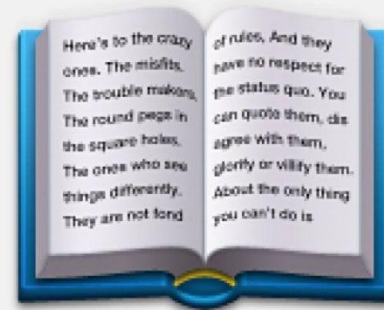 Here's to the crazy
ones. The misfits.
The trouble makers.
The round pegs in
the square holes.
The ones who see
things differently.
They are not fond
of rules, And they
have no respect for
the status quo. You
can quote them, dis
agree with them,
glorify or vilify them.
About the only thing
you can't do is